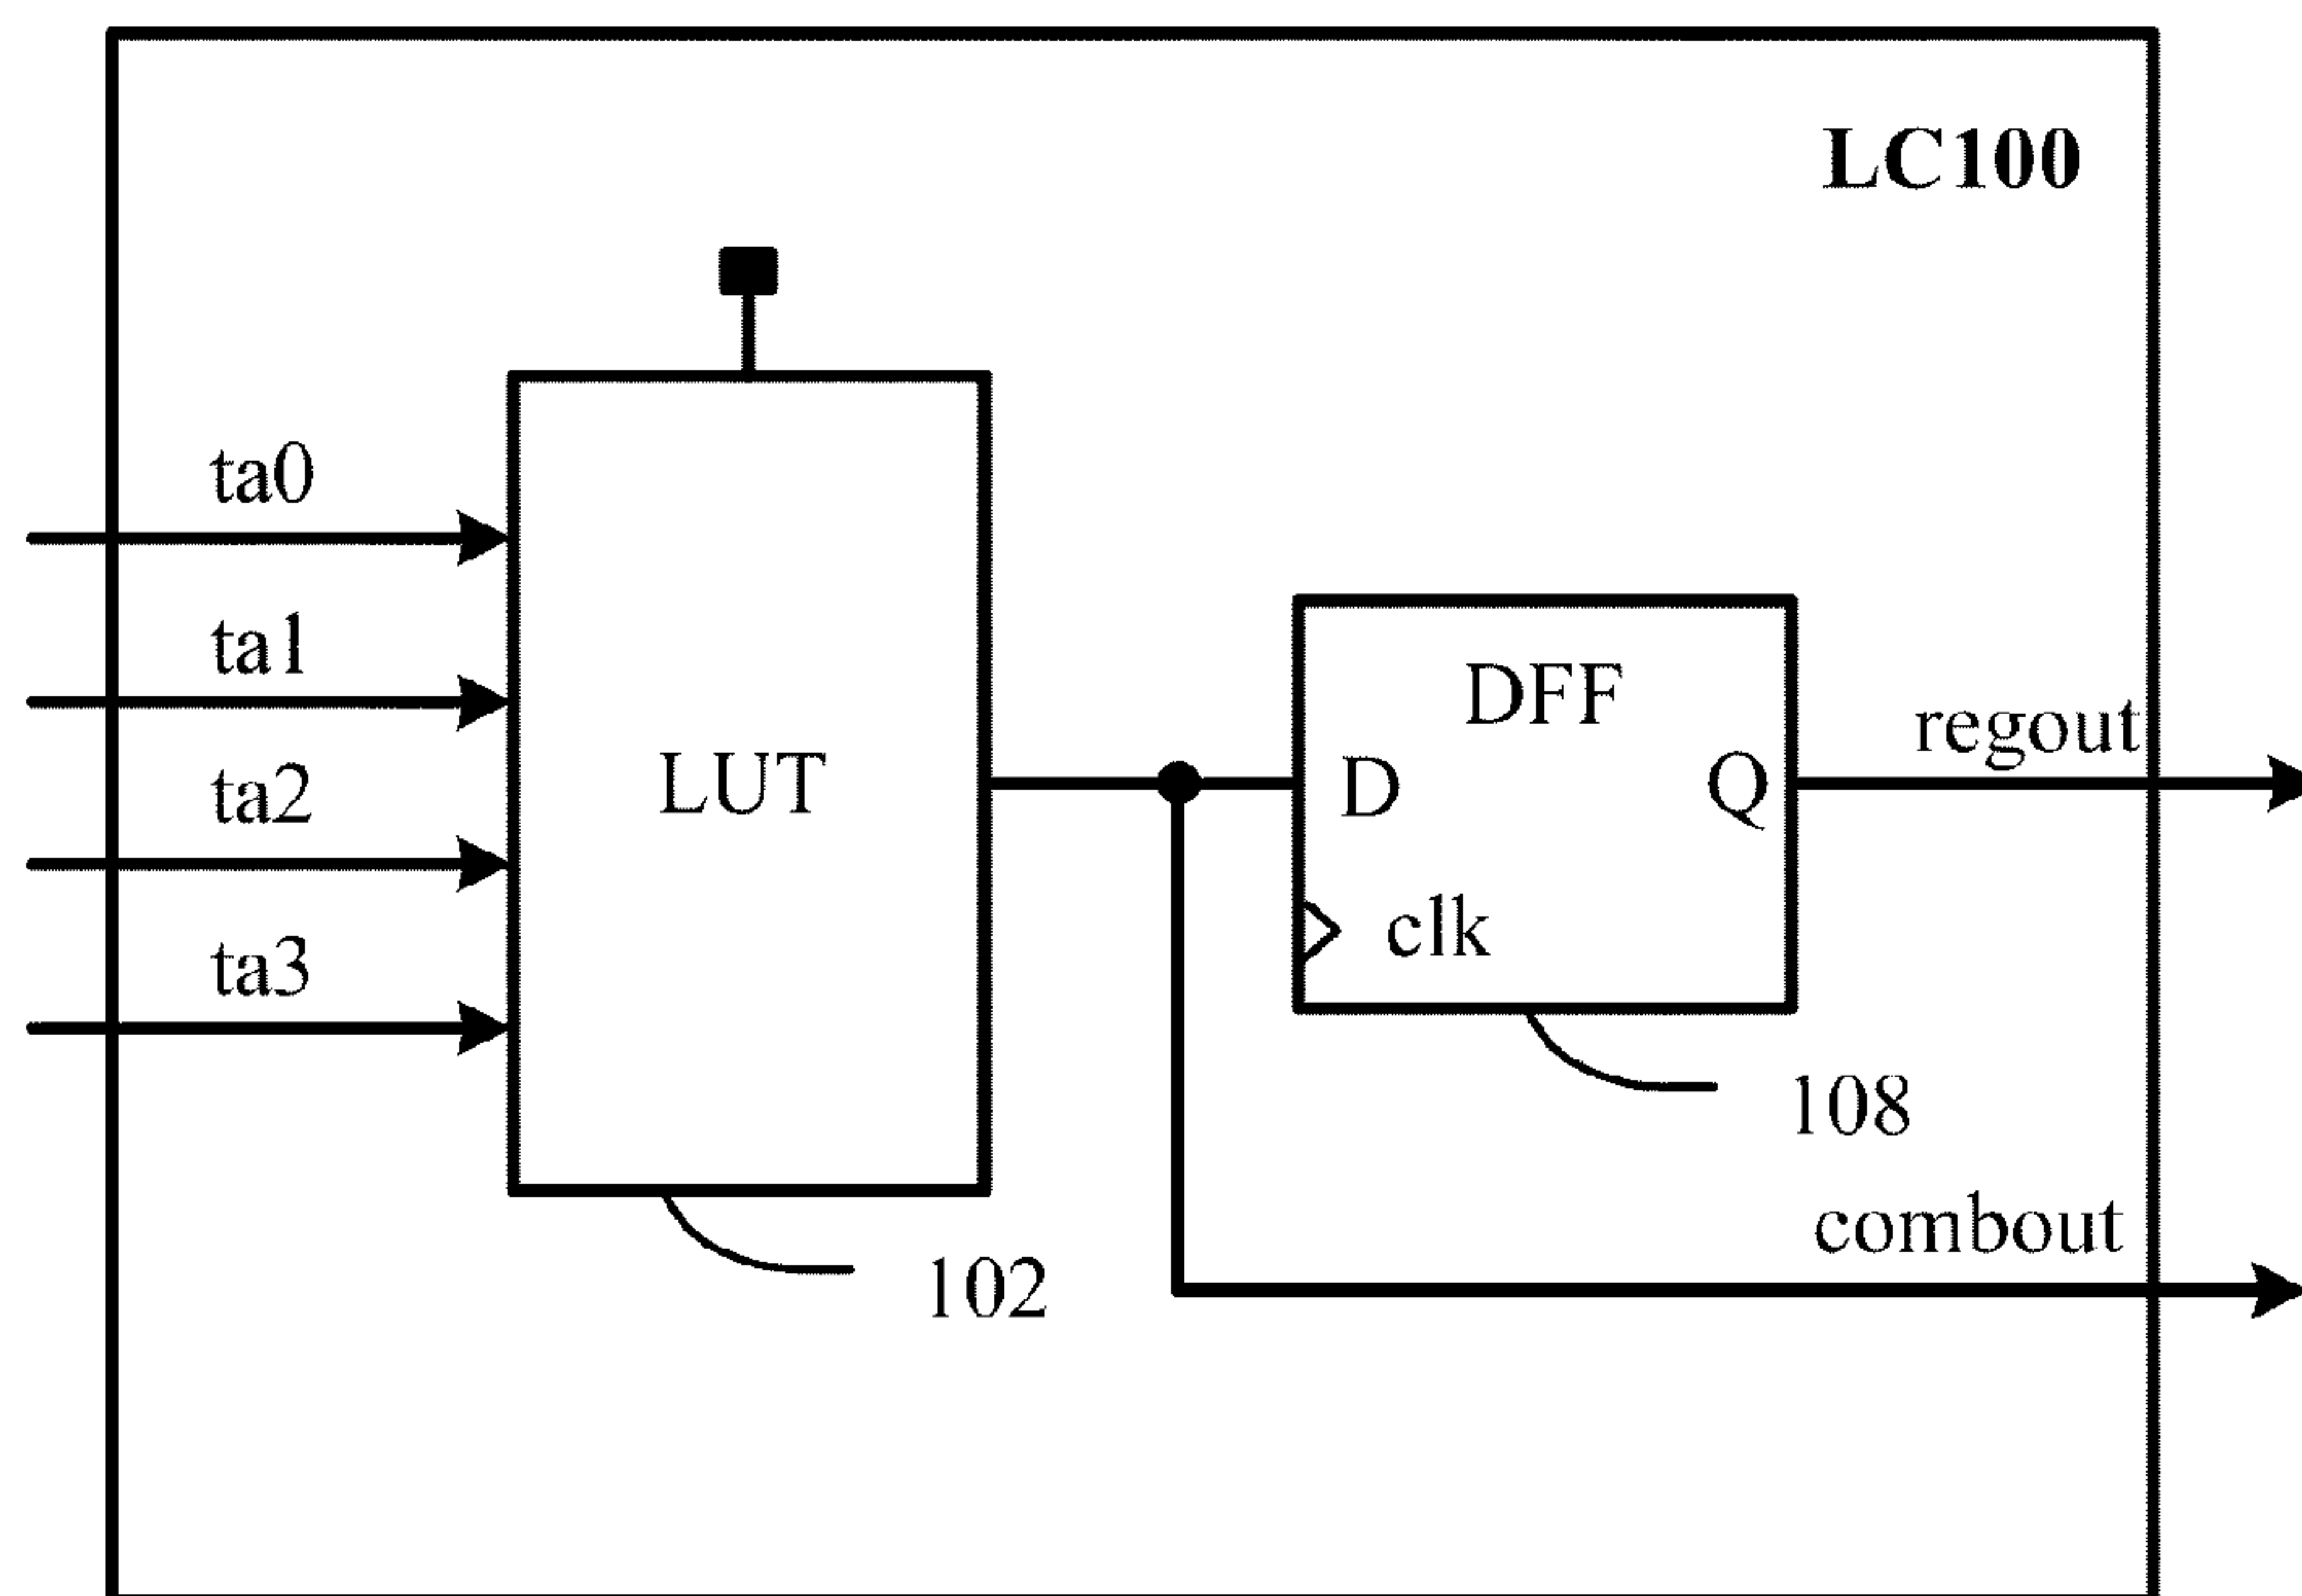 LC100
ta0
ta1
ta2
ta3
LUT
DFF
D
Q
clk
regout
108
combout
102